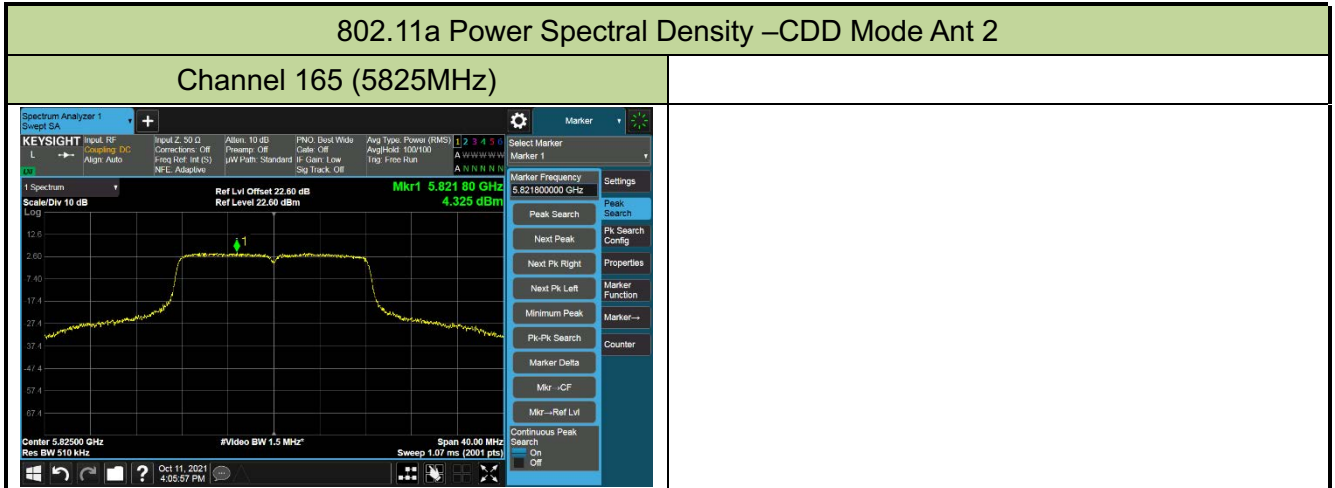 802.11a Power Spectral Density –CDD Mode Ant 2
Channel 165 (5825MHz)
Spectrum Analyzer 1
Swept SA
+
Marker
KEYSIGHT
L
Input: RF
Coupling: DC
Align: Auto
Input Z: 50 Ω
Corrections: Off
Freq Ref: Int (S)
NFE: Adaptive
Atten: 10 dB
Preamp: Off
µW Path: Standard
PNO: Best Wide
Gate: Off
IF Gain: Low
Sig Track: Off
Avg Type: Power (RMS)
Avg|Hold: 100/100
Trig: Free Run
1 2 3 4 5 6
A W W W W W
A N N N N N
Select Marker
Marker 1
1 Spectrum
Scale/Div 10 dB
Log
Ref Lvl Offset 22.60 dB
Ref Level 22.60 dBm
Mkr1 5.821 80 GHz
4.325 dBm
12.6
2.60
-7.40
-17.4
-27.4
-37.4
-47.4
-57.4
-67.4
1
Center 5.82500 GHz
Res BW 510 kHz
#Video BW 1.5 MHz*
Span 40.00 MHz
Sweep 1.07 ms (2001 pts)
Marker Frequency
5.821800000 GHz
Peak Search
Next Peak
Next Pk Right
Next Pk Left
Minimum Peak
Pk-Pk Search
Marker Delta
Mkr→CF
Mkr→Ref Lvl
Continuous Peak
Search
On
Off
Settings
Peak
Search
Pk Search
Config
Properties
Marker
Function
Marker→
Counter
?
Oct 11, 2021
4:05:57 PM